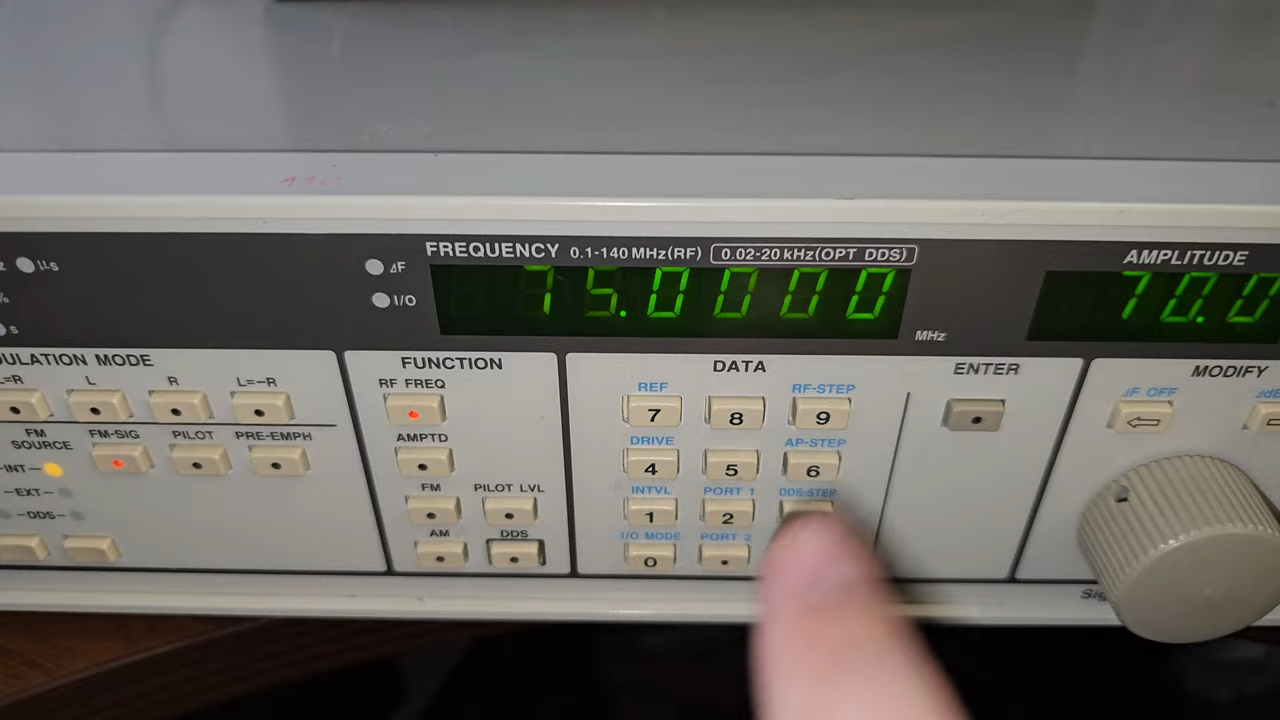 FREQUENCY 0.1-140 MHz(RF) 0.02-20 kHz(OPT DDS)
AMPLITUDE
μs
ΔF
I/O
75.0000
MHz
70.0
L
R
L=-R
FM SOURCE
FM-SIG
PILOT
PRE-EMPH
INT
EXT
DDS
FUNCTION
RF FREQ
AMPTD
FM
PILOT LVL
AM
DDS
DATA
REF
RF-STEP
7
8
9
DRIVE
AP-STEP
4
5
6
INTVL
PORT 1
DDS-STEP
1
2
I/O MODE
PORT 2
0
.
ENTER
MODIFY
ΔF OFF